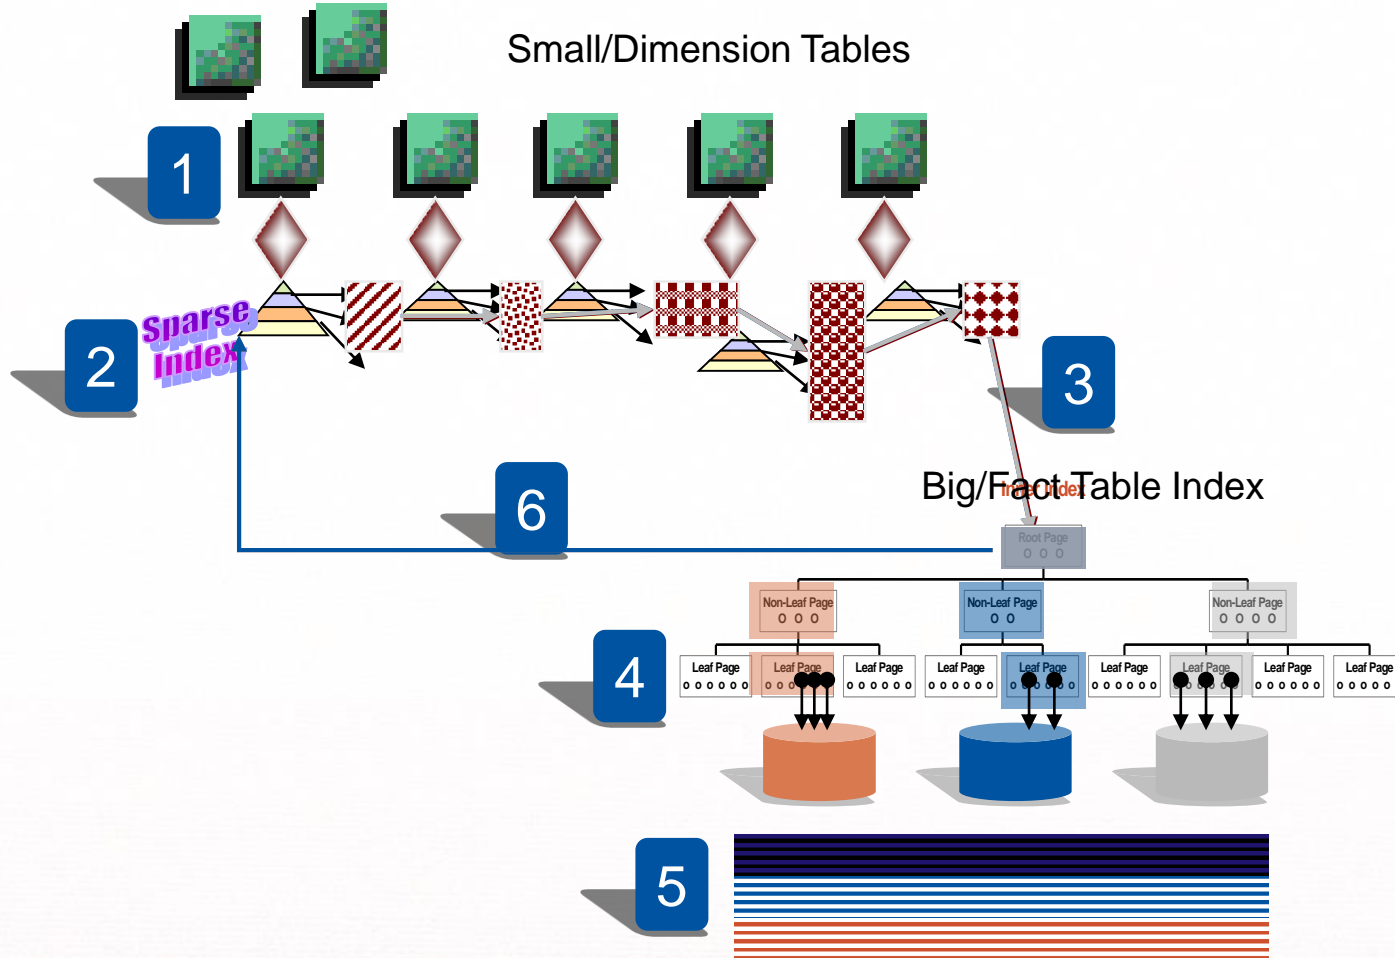 Small/Dimension Tables
1
Sparse
Index
2
3
Big/Fact Table Index
Inner Index
6
Root Page
O O O
Non-Leaf Page
O O O
Non-Leaf Page
O O
Non-Leaf Page
O O O O
4
Leaf Page
O O O O O O
Leaf Page
O O O
Leaf Page
O O O O O O
Leaf Page
O O O O O O
Leaf Page
Leaf Page
O O O O O O
Leaf Page
Leaf Page
O O O O O O
Leaf Page
O O O O O
5